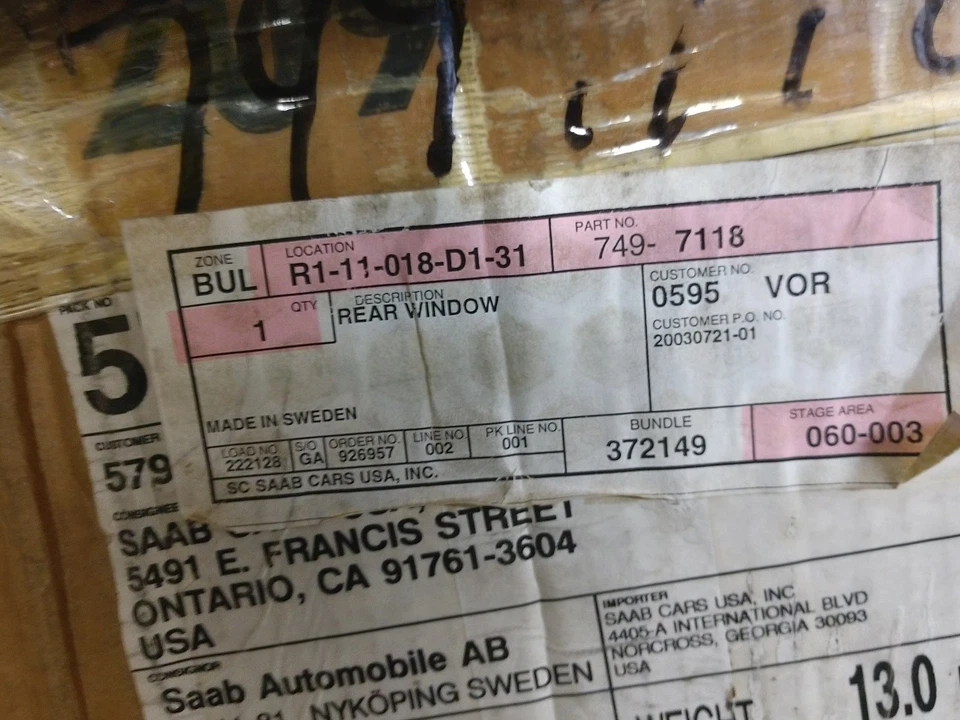 209
ZONE
BUL
LOCATION
R1-11-018-D1-31
PART NO.
749- 7118
QTY
1
DESCRIPTION
REAR WINDOW
CUSTOMER NO.
0595 VOR
CUSTOMER P.O. NO.
20030721-01
MADE IN SWEDEN
LOAD NO.
222128
S/O
GA
ORDER NO.
926957
LINE NO
002
PK LINE NO.
001
BUNDLE
372149
STAGE AREA
060-003
SC SAAB CARS USA, INC.
PACK NO
5
CUSTOMER
579
CONSIGNEE
SAAB
5491 E. FRANCIS STREET
ONTARIO, CA 91761-3604
USA
CONSIGNOR
Saab Automobile AB
NYKÖPING SWEDEN
IMPORTER
SAAB CARS USA, INC
4405-A INTERNATIONAL BLVD
NORCROSS, GEORGIA 30093
USA
WEIGHT
13.0